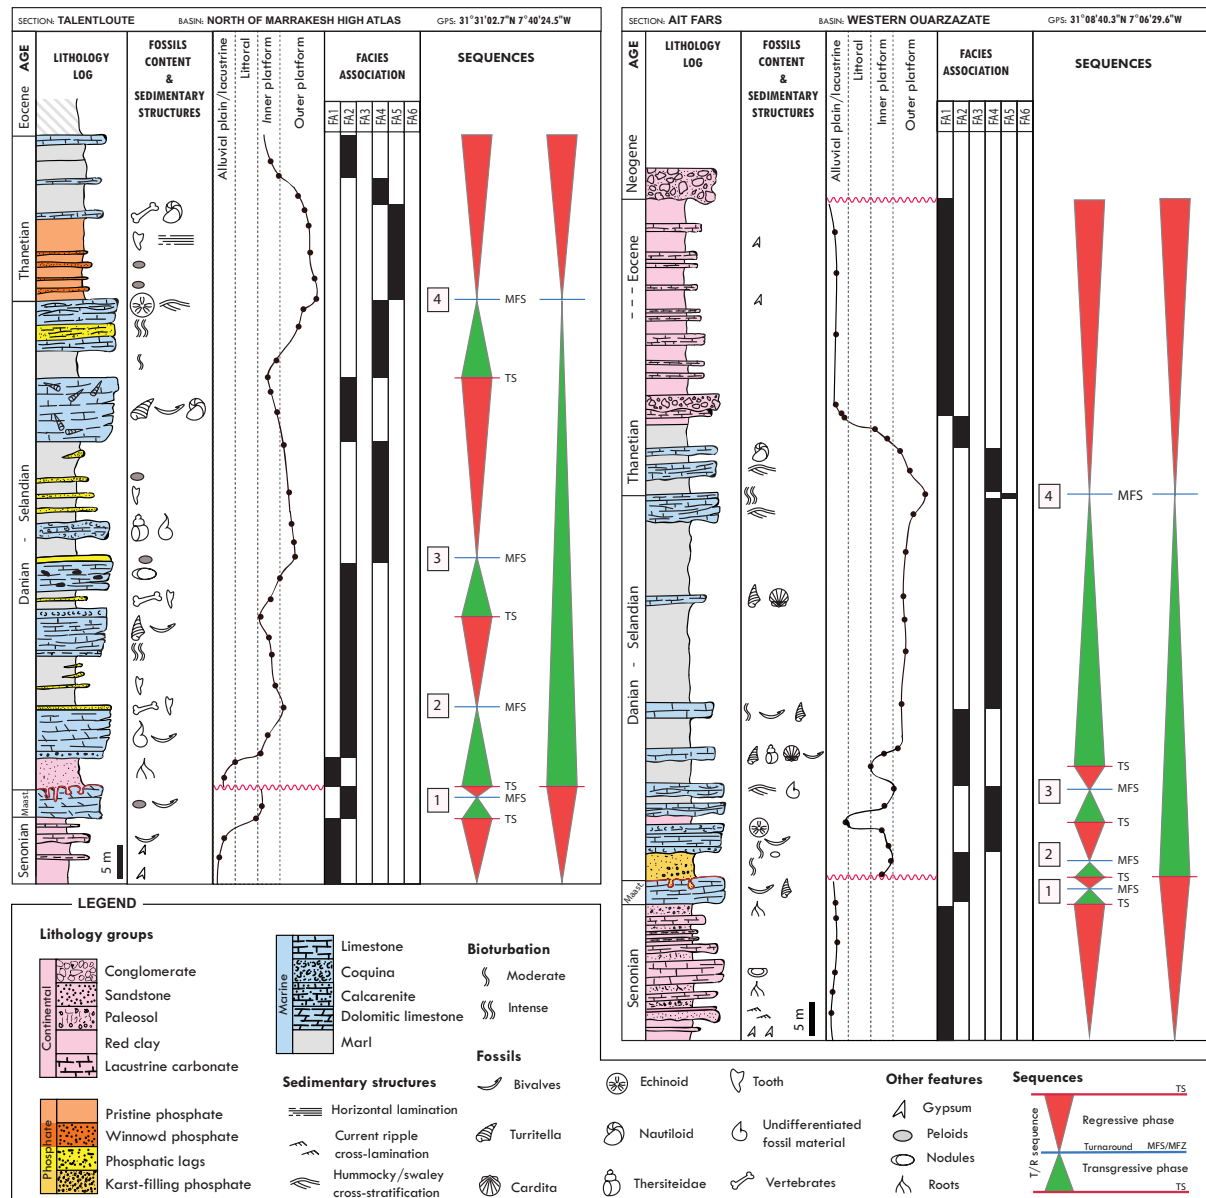 SECTION: TALENTLOUTE BASIN: NORTH OF MARRAKESH HIGH ATLAS GPS: 31°31'02.7"N 7°40'24.5"W
AGE
LITHOLOGY
LOG
FOSSILS
CONTENT
&
SEDIMENTARY
STRUCTURES
Alluvial plain/lacustrine
Littoral
Inner platform
Outer platform
FACIES
ASSOCIATION
FA1 FA2 FA3 FA4 FA5 FA6
SEQUENCES
Eocene
Thanetian
Danian - Selandian
Maast.
Senonian
5 m
4 MFS
TS
3 MFS
TS
2 MFS
TS
1 MFS
TS
SECTION: AIT FARS BASIN: WESTERN OUARZAZATE GPS: 31°08'40.3"N 7°06'29.6"W
AGE
LITHOLOGY
LOG
FOSSILS
CONTENT
&
SEDIMENTARY
STRUCTURES
Alluvial plain/lacustrine
Littoral
Inner platform
Outer platform
FACIES
ASSOCIATION
FA1 FA2 FA3 FA4 FA5 FA6
SEQUENCES
Neogene
--- Eocene
Thanetian
Danian - Selandian
Maast.
Senonian
5 m
4 MFS
TS
3 MFS
TS
2 MFS
TS
1 MFS
TS
LEGEND
Lithology groups
Continental
Conglomerate
Sandstone
Paleosol
Red clay
Lacustrine carbonate
Phosphate
Pristine phosphate
Winnowd phosphate
Phosphatic lags
Karst-filling phosphate
Marine
Limestone
Coquina
Calcarenite
Dolomitic limestone
Marl
Sedimentary structures
Horizontal lamination
Current ripple
cross-lamination
Hummocky/swaley
cross-stratification
Bioturbation
Moderate
Intense
Fossils
Bivalves
Turritella
Cardita
Echinoid
Nautiloid
Thersiteidae
Tooth
Undifferentiated
fossil material
Vertebrates
Other features
Gypsum
Peloids
Nodules
Roots
Sequences
T/R sequence
TS
Regressive phase
Turnaround MFS/MFZ
Transgressive phase
TS